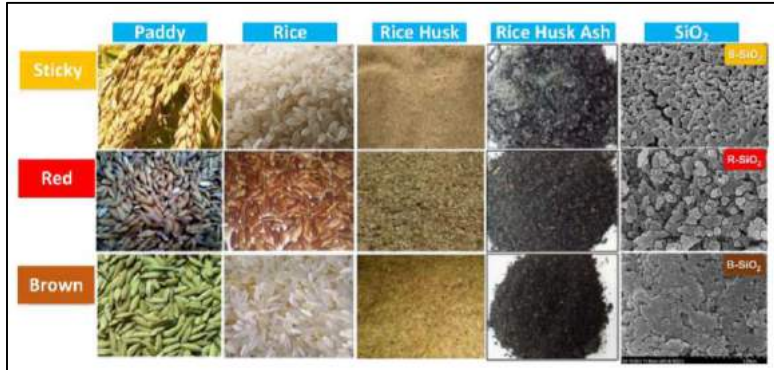 Paddy Rice Rice Husk Rice Husk Ash SiO₂
Sticky S-SiO₂
Red R-SiO₂
Brown B-SiO₂